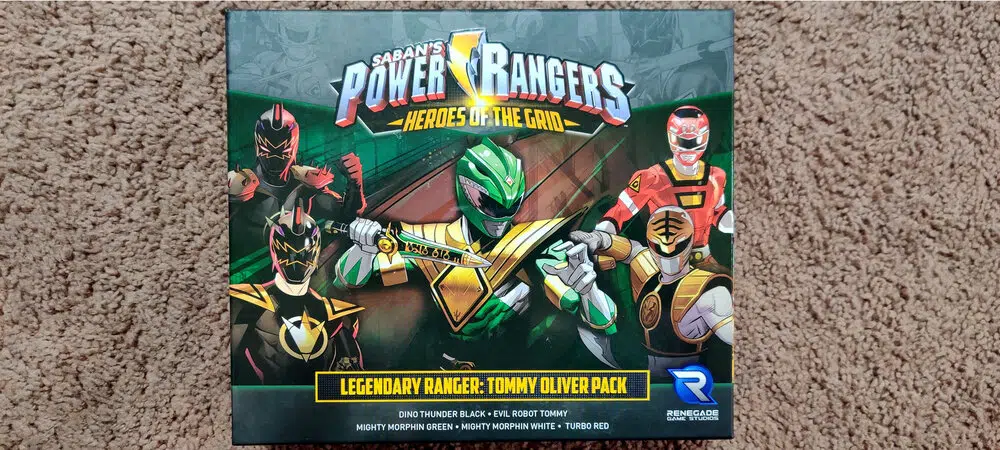 SABAN'S
POWER RANGERS
HEROES OF THE GRID
LEGENDARY RANGER: TOMMY OLIVER PACK
DINO THUNDER BLACK • EVIL ROBOT TOMMY
MIGHTY MORPHIN GREEN • MIGHTY MORPHIN WHITE • TURBO RED
RENEGADE
GAME STUDIOS